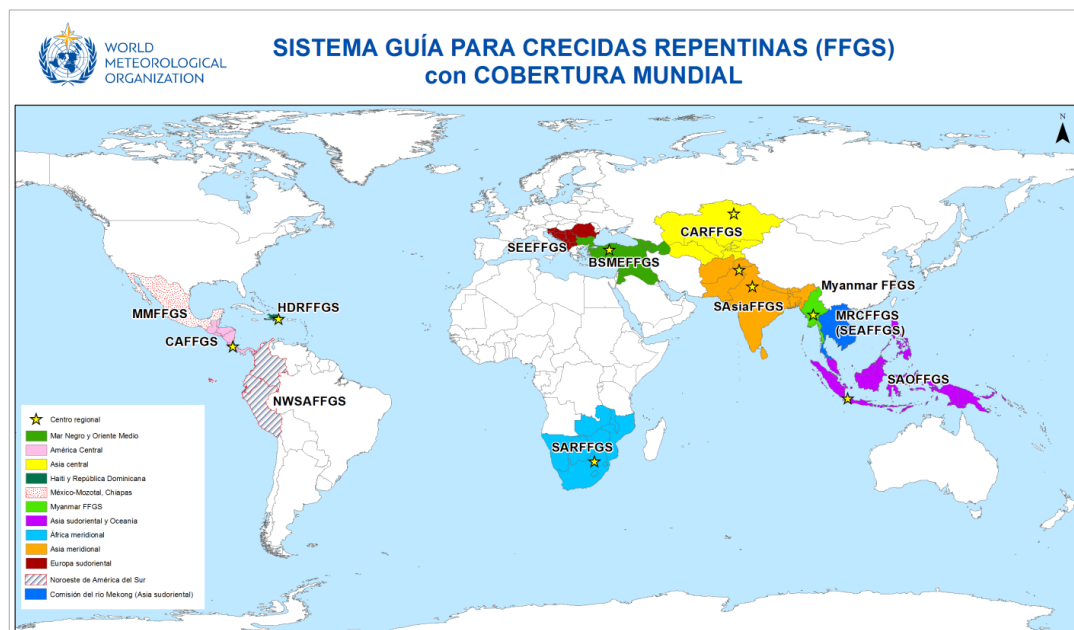 WORLD
METEOROLOGICAL
ORGANIZATION
SISTEMA GUÍA PARA CRECIDAS REPENTINAS (FFGS)
con COBERTURA MUNDIAL
N
CARFFGS
SEEFFGS
BSMEFFGS
Myanmar FFGS
SAsiaFFGS
HDRFFGS
MMFFGS
MRCFFGS
(SEAFFGS)
CAFFGS
SAOFFGS
NWSAFFGS
SARFFGS
Centro regional
Mar Negro y Oriente Medio
América Central
Asia central
Haití y República Dominicana
México-Mozotal, Chiapas
Myanmar FFGS
Asia sudoriental y Oceanía
África meridional
Asia meridional
Europa sudoriental
Noroeste de América del Sur
Comisión del río Mekong (Asia sudoriental)